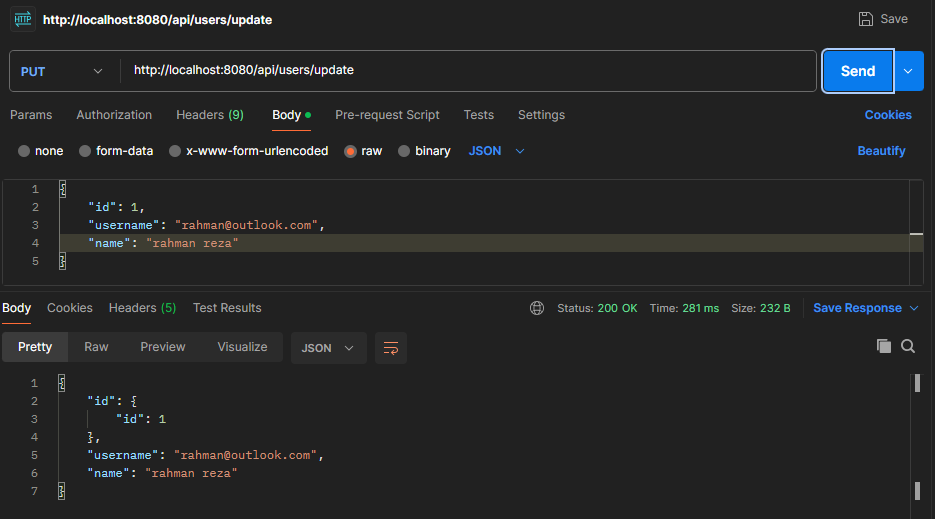 HTTP http://localhost:8080/api/users/update Save
PUT http://localhost:8080/api/users/update Send
Params Authorization Headers (9) Body Pre-request Script Tests Settings Cookies
none form-data x-www-form-urlencoded raw binary JSON Beautify
1 {
2 "id": 1,
3 "username": "rahman@outlook.com",
4 "name": "rahman reza"
5 }
Body Cookies Headers (5) Test Results Status: 200 OK Time: 281 ms Size: 232 B Save Response
Pretty Raw Preview Visualize JSON
1 {
2 "id": {
3 "id": 1
4 },
5 "username": "rahman@outlook.com",
6 "name": "rahman reza"
7 }